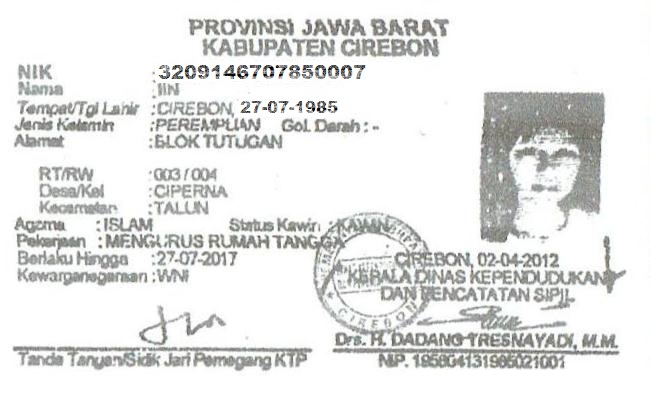 PROVINSI JAWA BARAT
KABUPATEN CIREBON
NIK : 3209146707850007
Nama : IIN
Tempat/Tgl Lahir : CIREBON, 27-07-1985
Jenis Kelamin : PEREMPUAN Gol. Darah : -
Alamat : BLOK TUTUGAN
RT/RW : 003 / 004
Desa/Kel : CIPERNA
Kecamatan : TALUN
Agama : ISLAM Status Kawin : KAWIN
Pekerjaan : MENGURUS RUMAH TANGGA
Berlaku Hingga : 27-07-2017
Kewarganegaraan : WNI
CIREBON, 02-04-2012
KEPALA DINAS KEPENDUDUKAN
DAN PENCATATAN SIPIL
CIREBON
Drs. H. DADANG TRESNAYADI, M.M.
Tanda Tangan/Sidik Jari Pemegang KTP
NIP. 195804131985021001